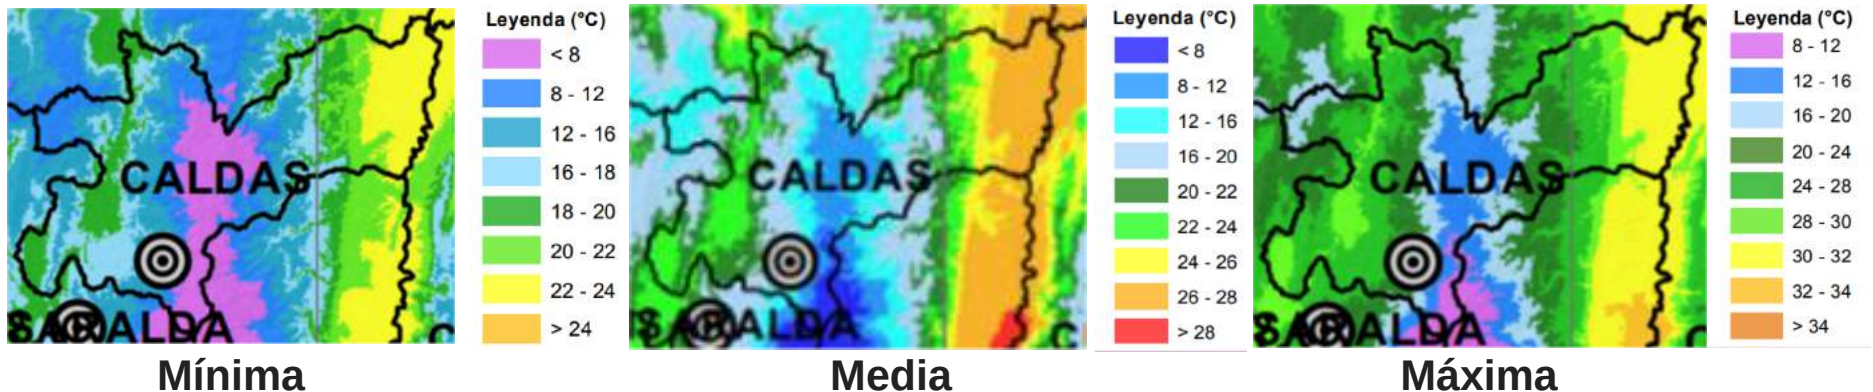 Leyenda (°C)
< 8
8 - 12
12 - 16
16 - 18
18 - 20
20 - 22
22 - 24
> 24
CALDAS
Mínima
Leyenda (°C)
< 8
8 - 12
12 - 16
16 - 20
20 - 22
22 - 24
24 - 26
26 - 28
> 28
CALDAS
C
Media
Leyenda (°C)
8 - 12
12 - 16
16 - 20
20 - 24
24 - 28
28 - 30
30 - 32
32 - 34
> 34
CALDAS
Máxima